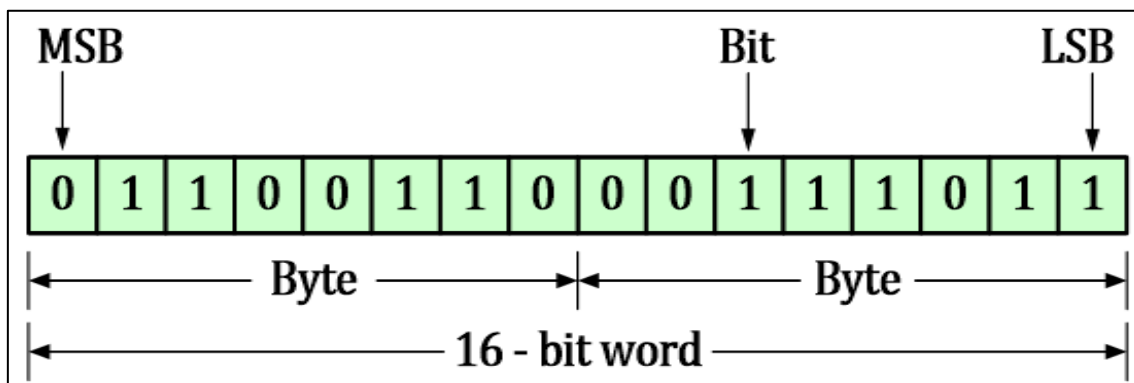 MSB Bit LSB
0 1 1 0 0 1 1 0 0 0 1 1 1 0 1 1
Byte Byte
16 - bit word